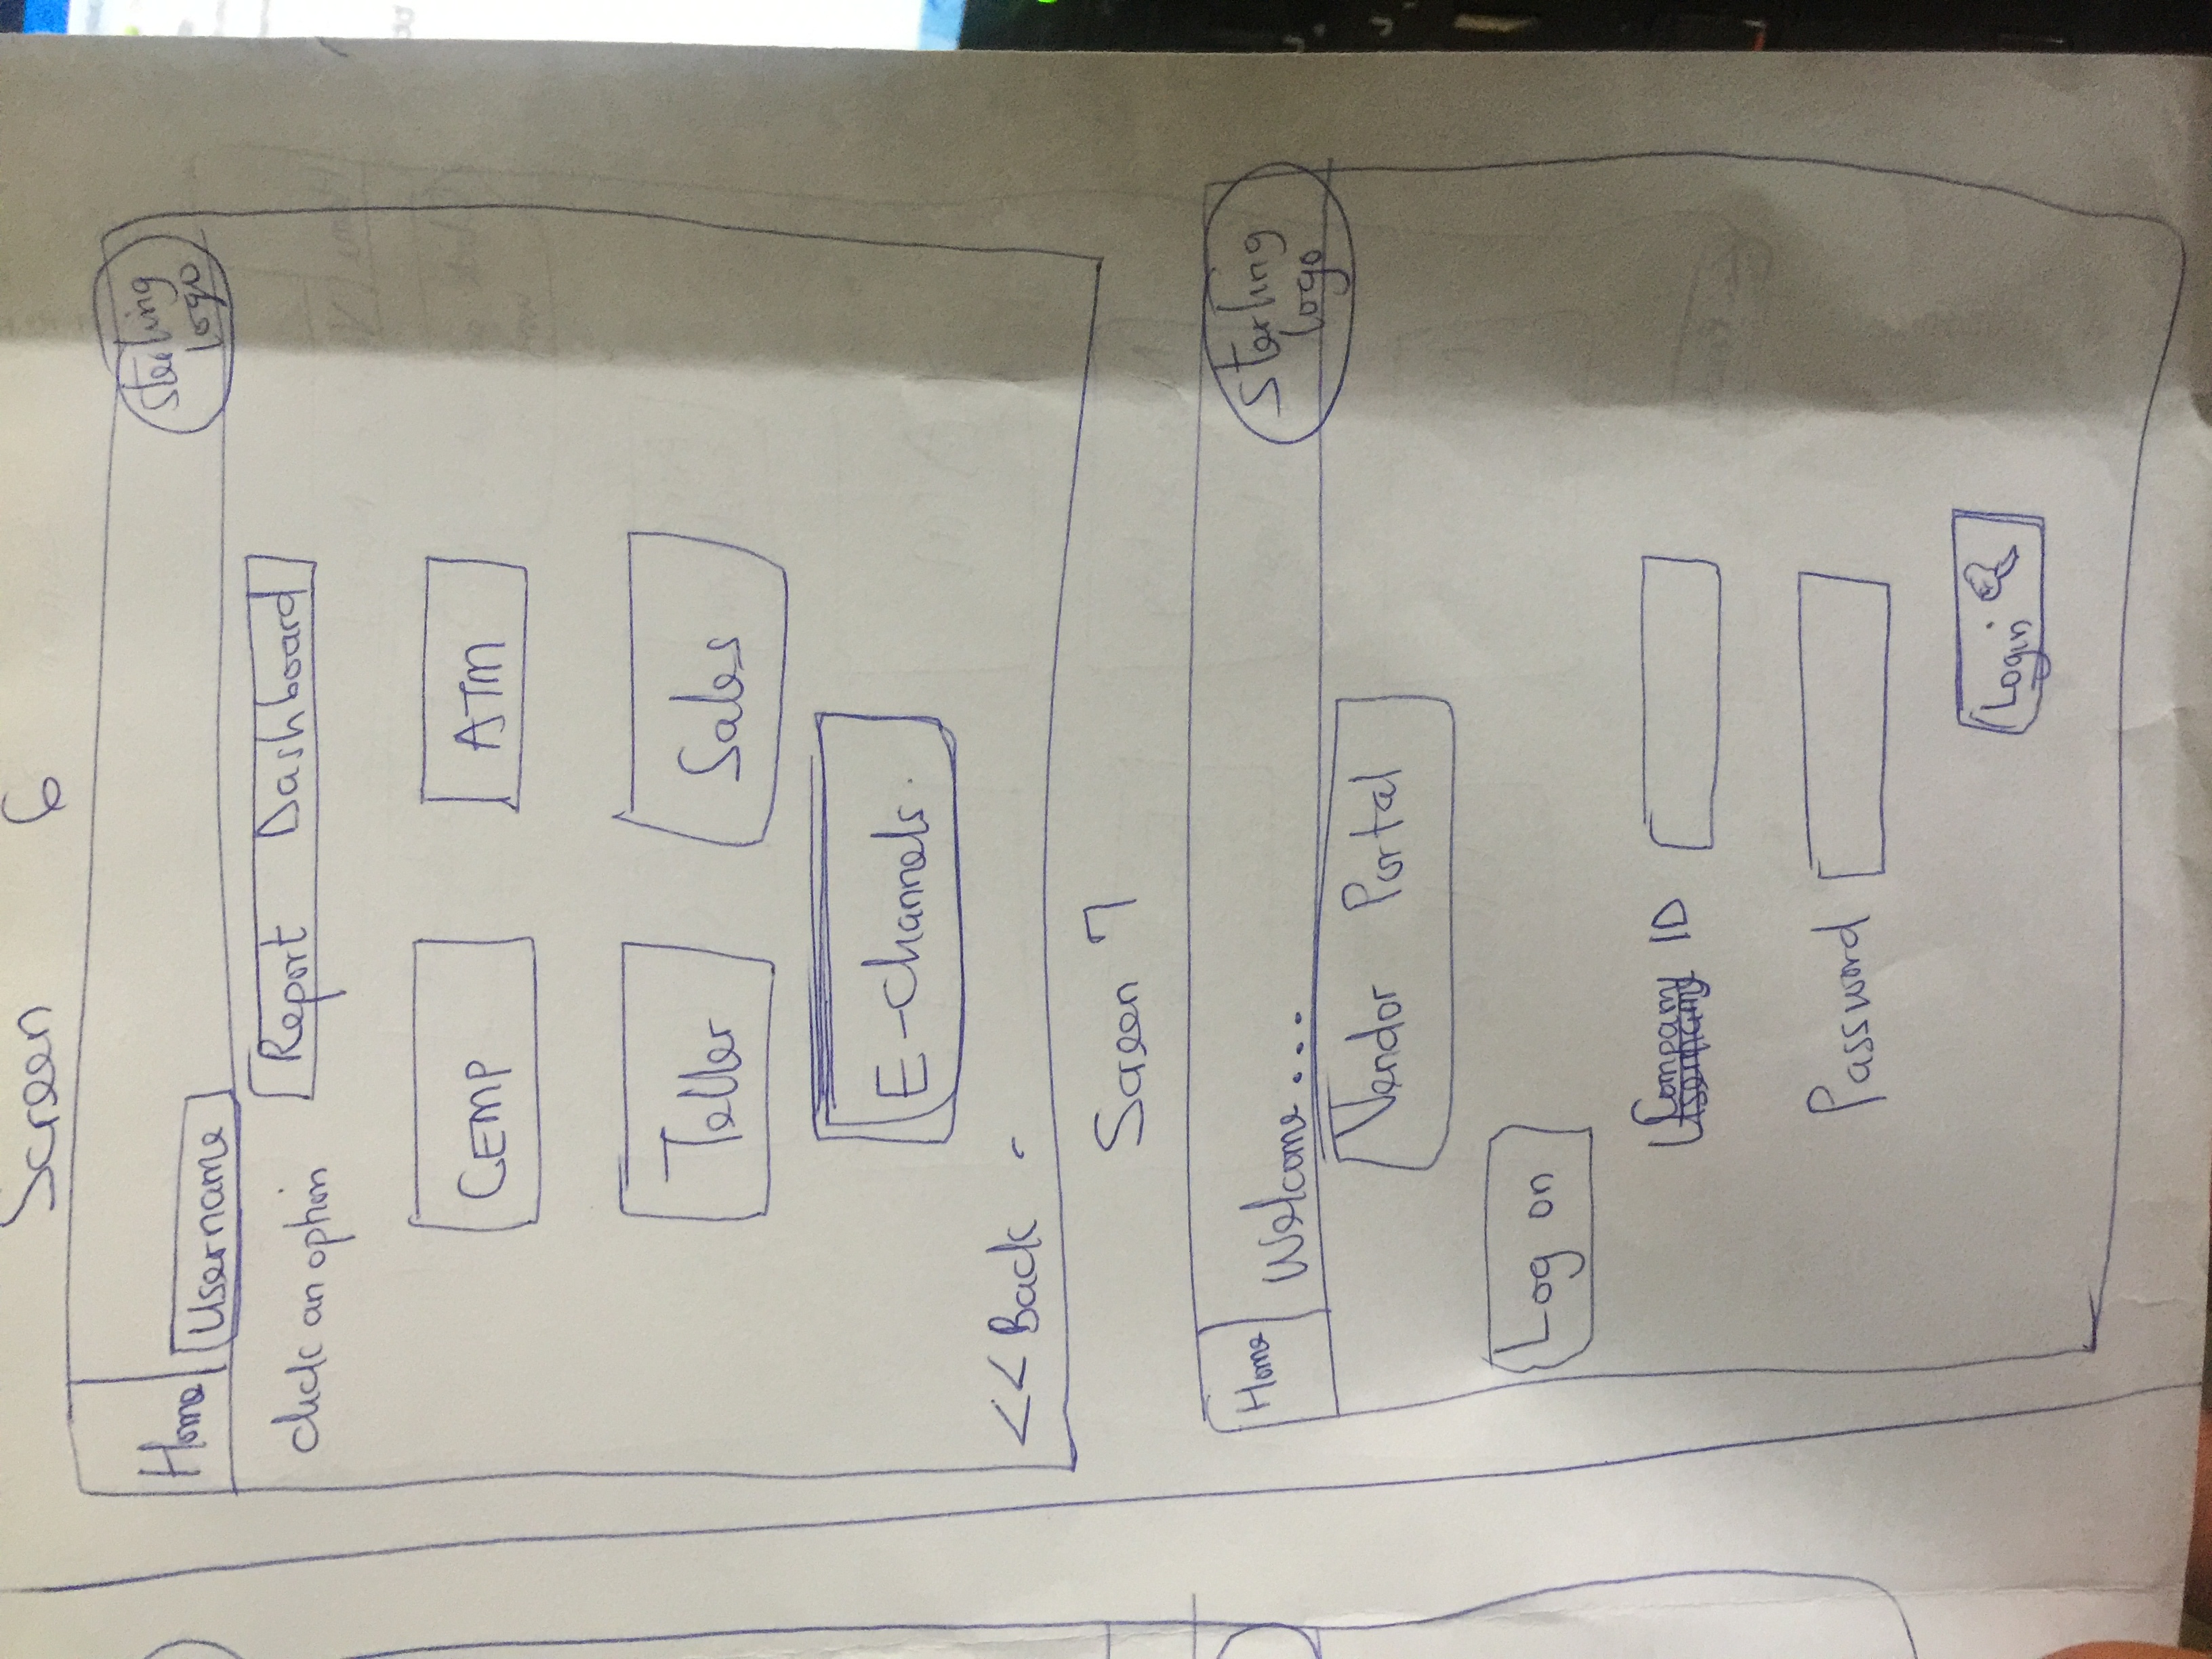 Screen 6
Home
Username
Sterling
logo
click an option
Report Dashboard
CEMP
ATM
Teller
Sales
E-Channels.
<<Back -
Screen 7
Home
Welcome...
Sterling
logo
Vendor Portal
Log on
Company ID
Username
Password
Login